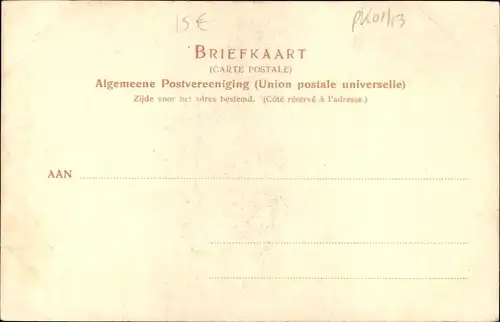 15 € PK01/13
BRIEFKAART
(CARTE POSTALE)
Algemeene Postvereeniging (Union postale universelle)
Zijde voor het adres bestemd. (Côté réservé à l'adresse.)
AAN